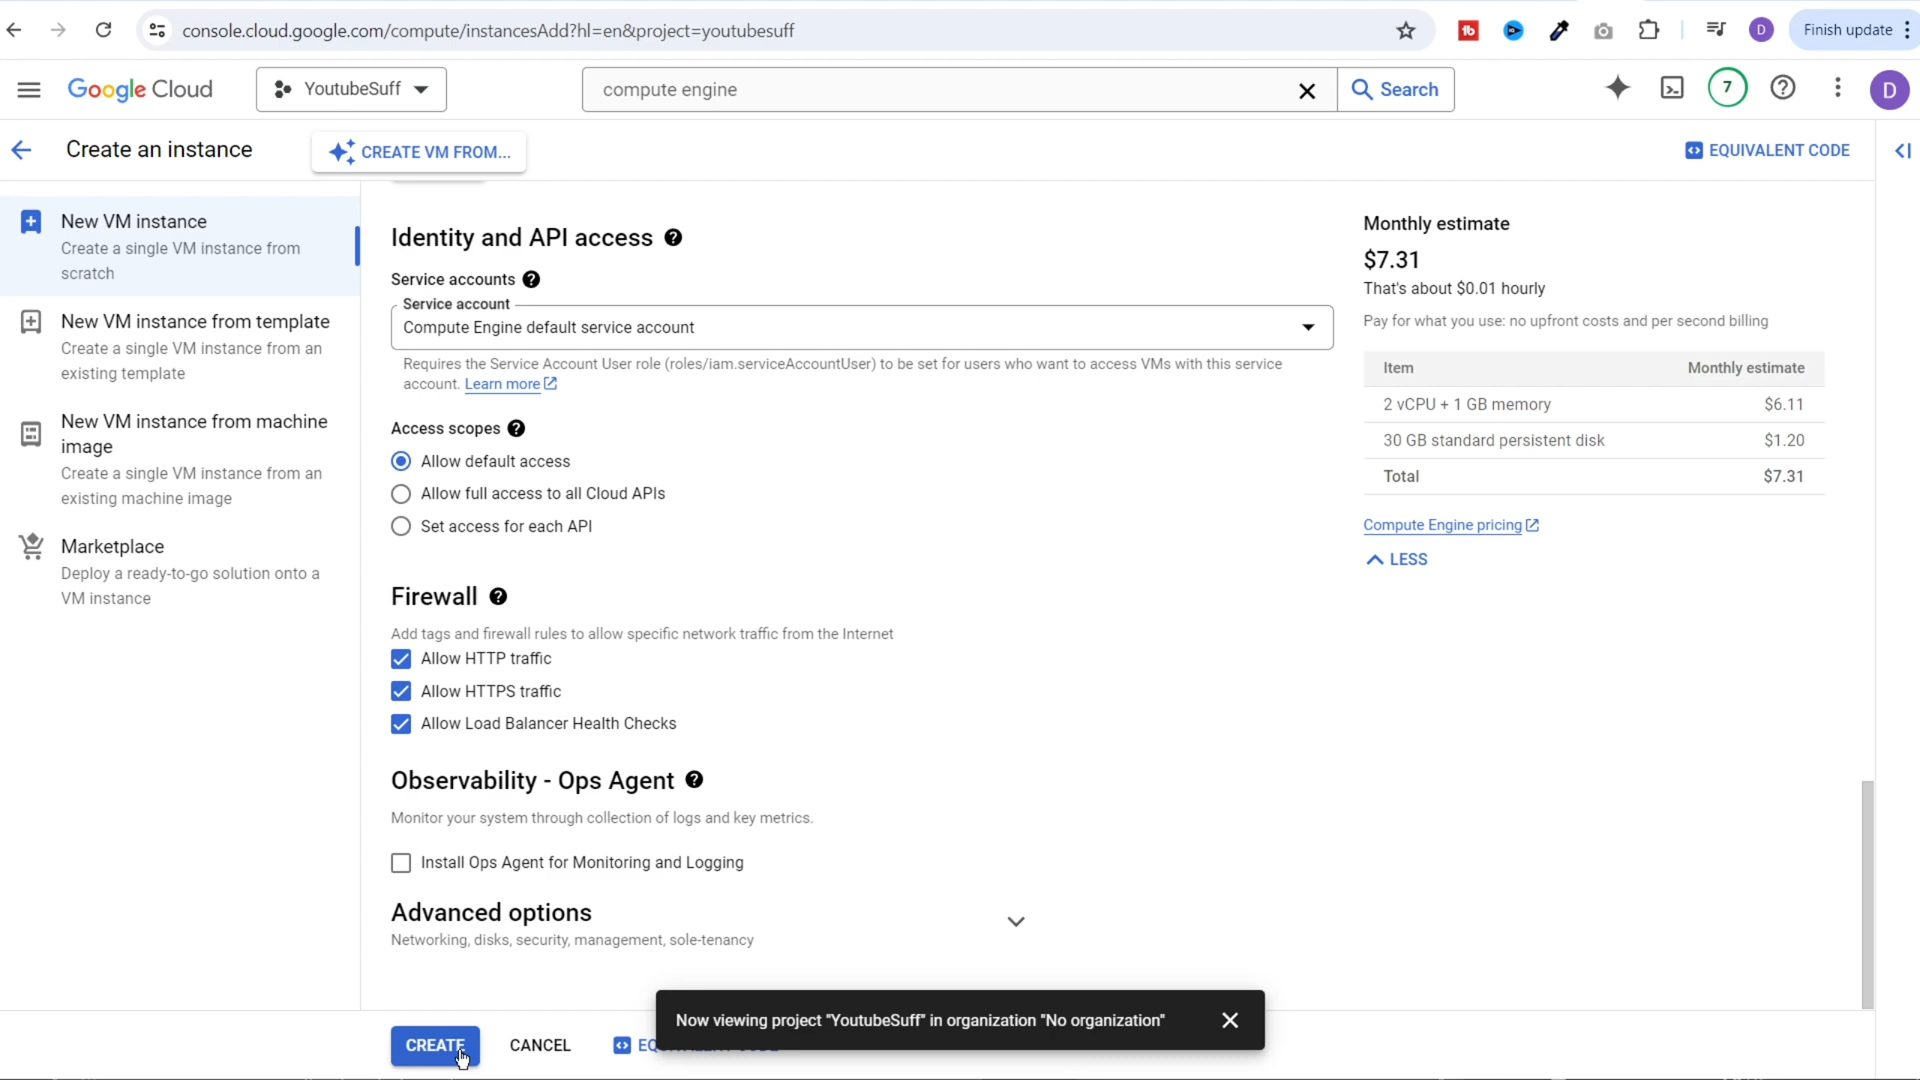 console.cloud.google.com/compute/instancesAdd?hl=en&project=youtubesuff
Finish update
D
Google Cloud
YoutubeSuff
compute engine
Search
7
D
Create an instance
CREATE VM FROM...
EQUIVALENT CODE
New VM instance
Create a single VM instance from
scratch
New VM instance from template
Create a single VM instance from an
existing template
New VM instance from machine
image
Create a single VM instance from an
existing machine image
Marketplace
Deploy a ready-to-go solution onto a
VM instance
Identity and API access
Service accounts
Service account
Compute Engine default service account
Requires the Service Account User role (roles/iam.serviceAccountUser) to be set for users who want to access VMs with this service
account. Learn more
Access scopes
Allow default access
Allow full access to all Cloud APIs
Set access for each API
Firewall
Add tags and firewall rules to allow specific network traffic from the Internet
Allow HTTP traffic
Allow HTTPS traffic
Allow Load Balancer Health Checks
Observability - Ops Agent
Monitor your system through collection of logs and key metrics.
Install Ops Agent for Monitoring and Logging
Advanced options
Networking, disks, security, management, sole-tenancy
Monthly estimate
$7.31
That's about $0.01 hourly
Pay for what you use: no upfront costs and per second billing
Item Monthly estimate
2 vCPU + 1 GB memory $6.11
30 GB standard persistent disk $1.20
Total $7.31
Compute Engine pricing
LESS
Now viewing project "YoutubeSuff" in organization "No organization"
CREATE
CANCEL